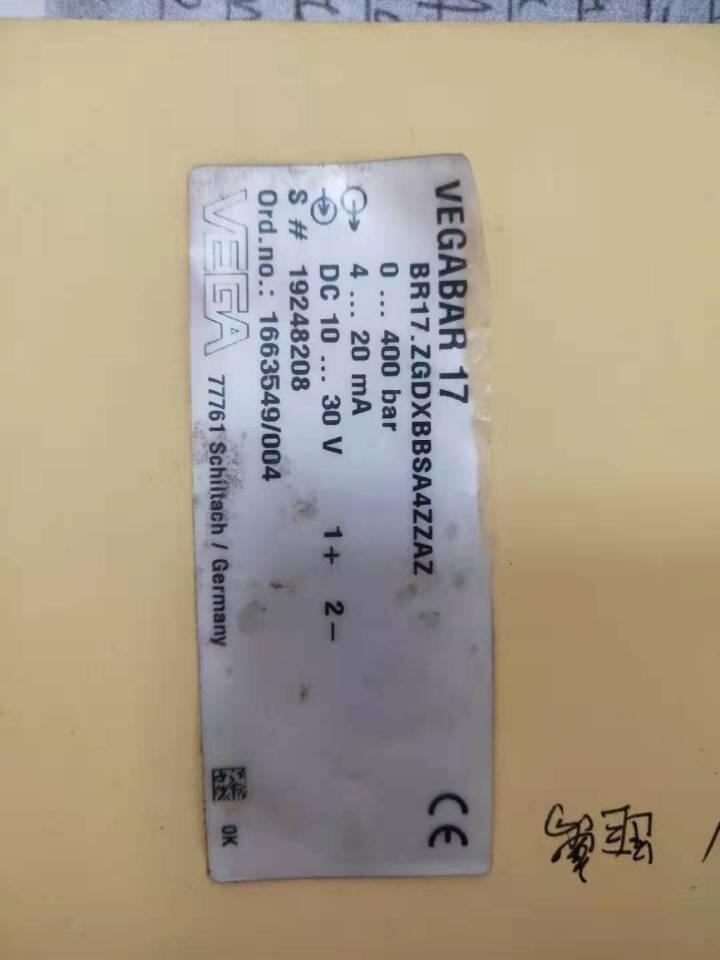 VEGABAR 17
BR17.ZGDXBBSA4ZZAZ
0 ... 400 bar
4 ... 20 mA
DC 10 ... 30 V 1+ 2-
S # 19248208
Ord.no.: 1663549/004
VEGA 77761 Schiltach / Germany
CE
OK